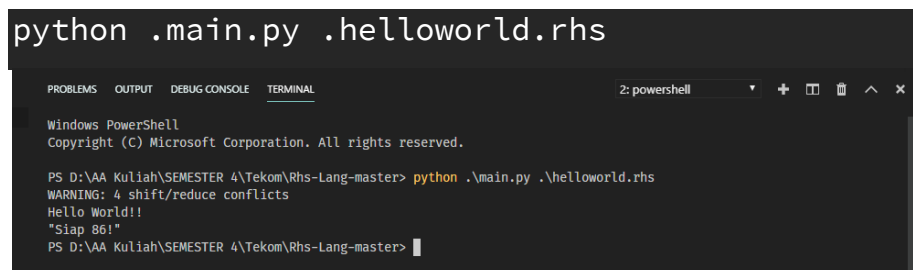 python .main.py .helloworld.rhs
PROBLEMS OUTPUT DEBUG CONSOLE TERMINAL 2: powershell
Windows PowerShell
Copyright (C) Microsoft Corporation. All rights reserved.
PS D:\AA Kuliah\SEMESTER 4\Tekom\Rhs-Lang-master> python .\main.py .\helloworld.rhs
WARNING: 4 shift/reduce conflicts
Hello World!!
"Siap 86!"
PS D:\AA Kuliah\SEMESTER 4\Tekom\Rhs-Lang-master>